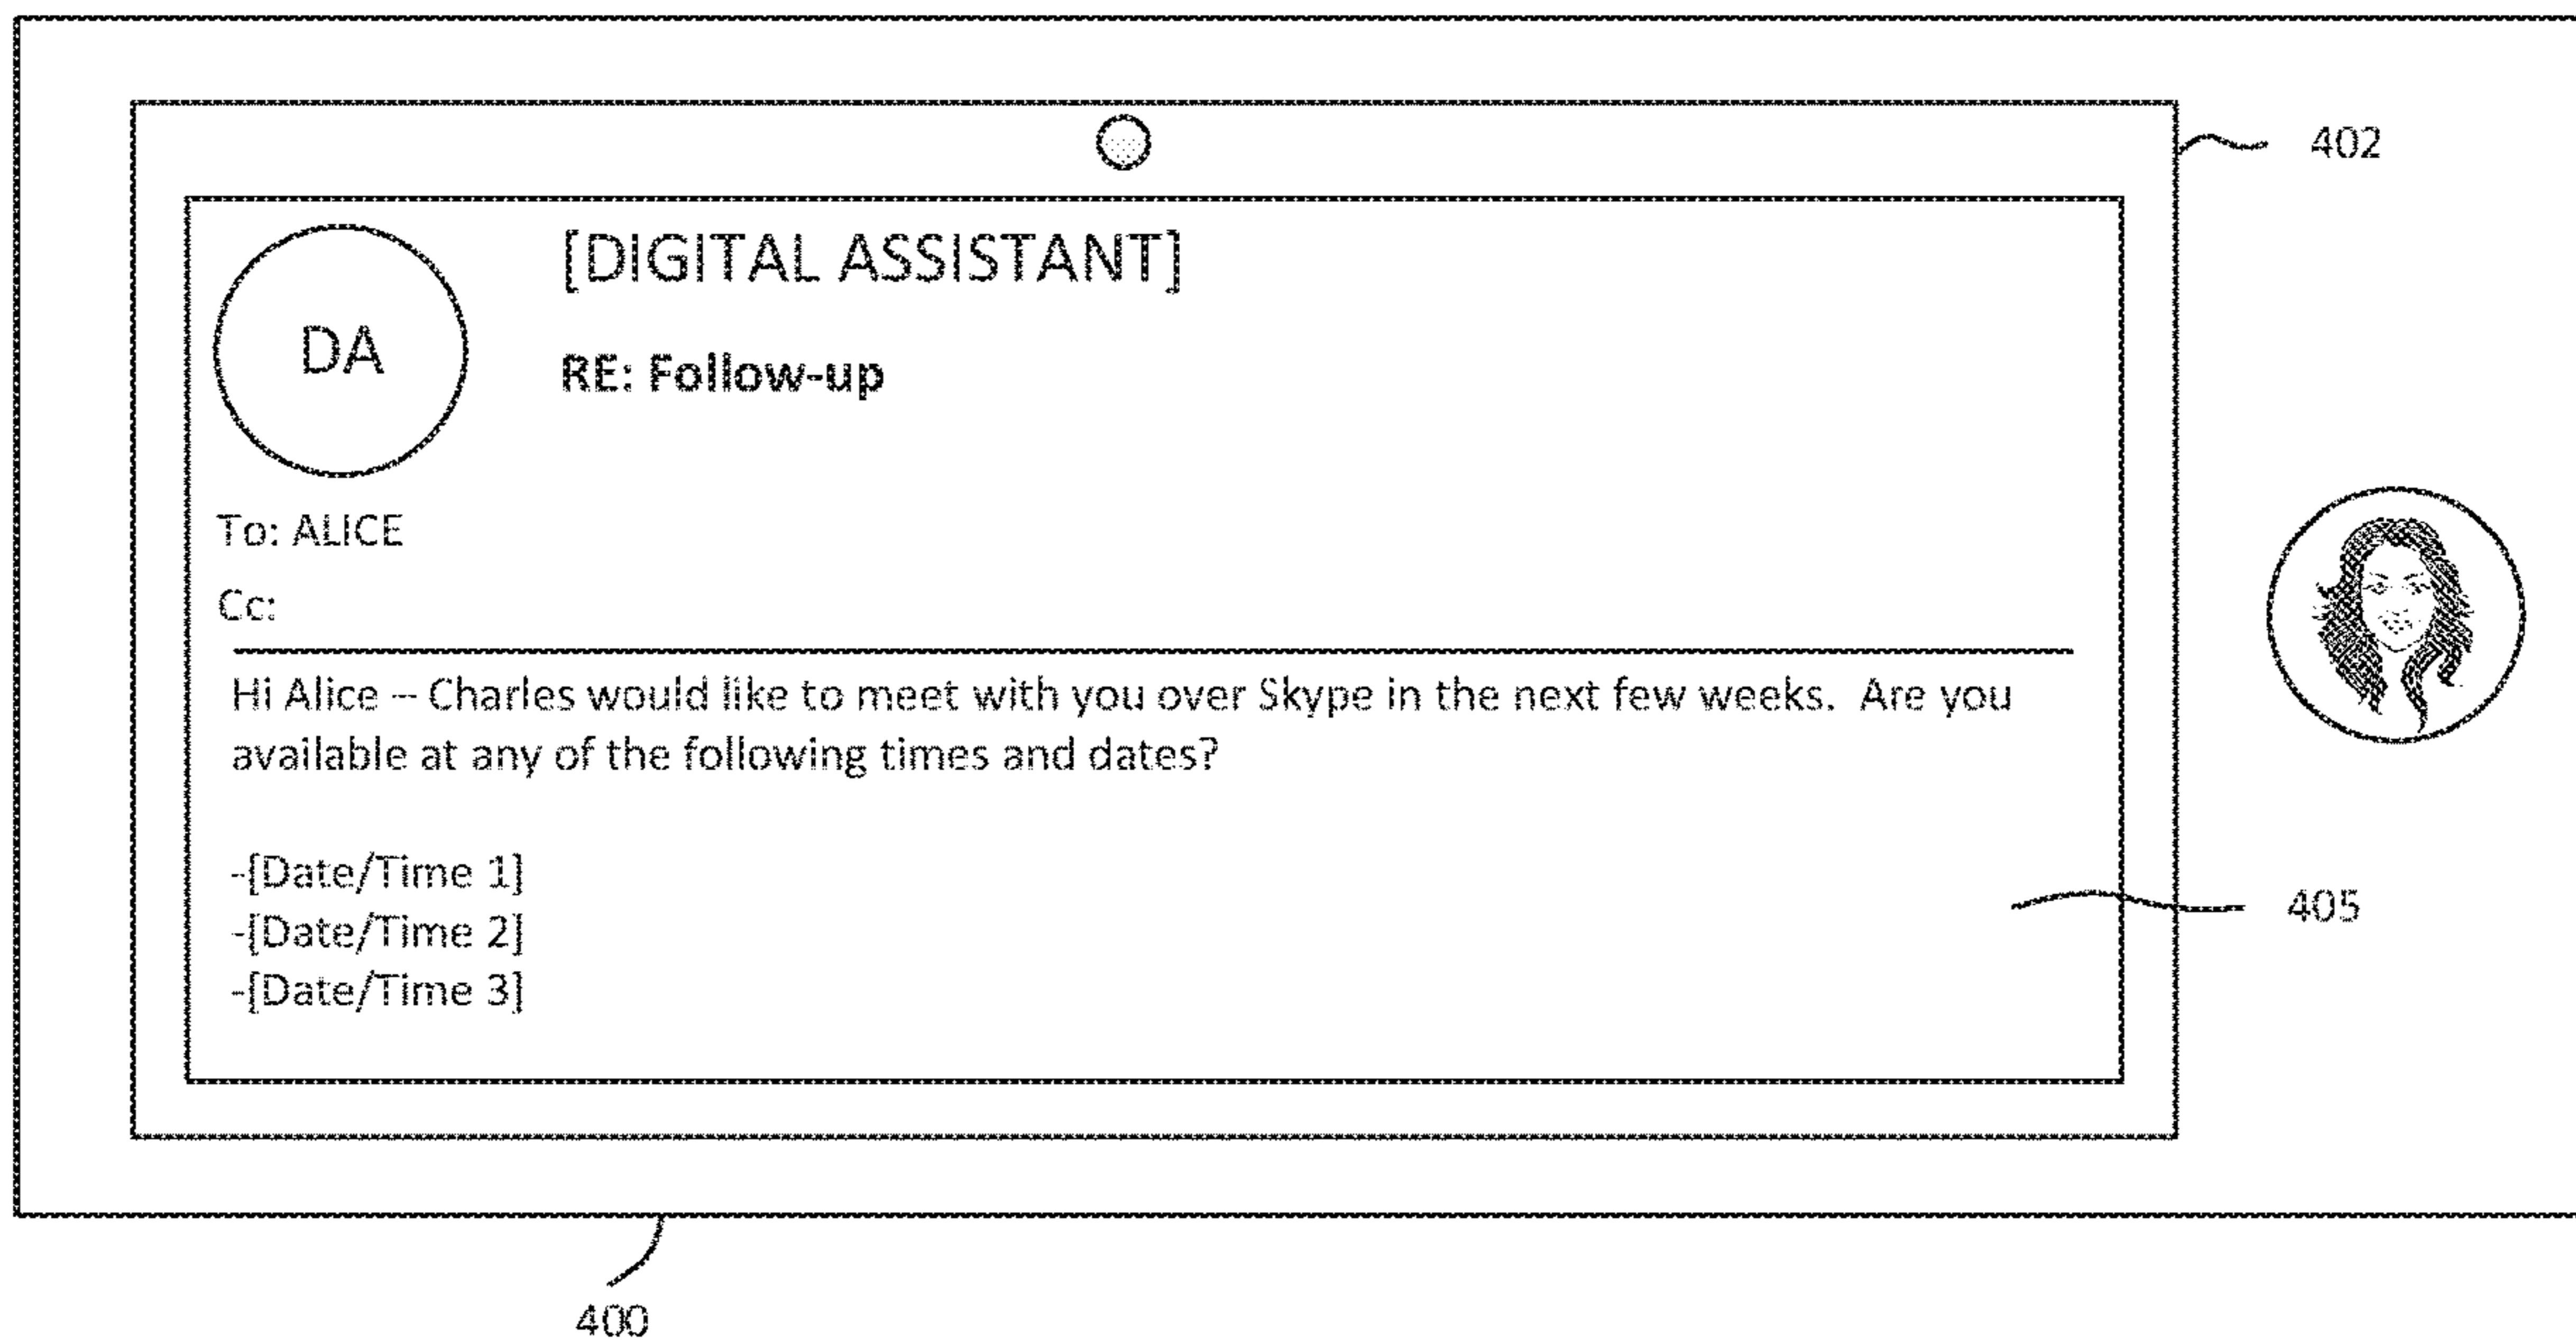 402
[DIGITAL ASSISTANT]
DA
RE: Follow-up
To: ALICE
Cc:
Hi Alice – Charles would like to meet with you over Skype in the next few weeks.  Are you
available at any of the following times and dates?
-[Date/Time 1]
405
-[Date/Time 2]
-[Date/Time 3]
400